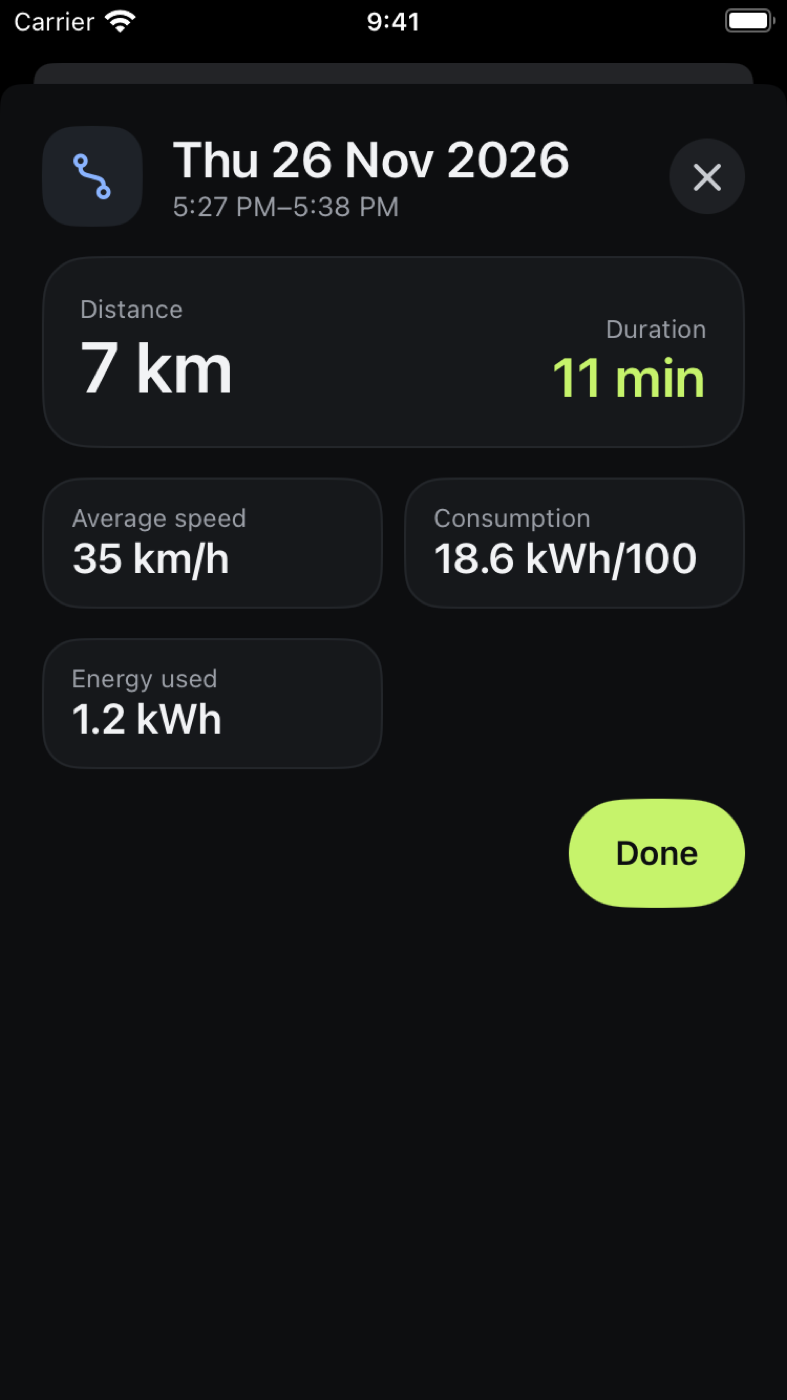 Carrier 9:41
Thu 26 Nov 2026
5:27 PM–5:38 PM
Distance
7 km
Duration
11 min
Average speed
35 km/h
Consumption
18.6 kWh/100
Energy used
1.2 kWh
Done